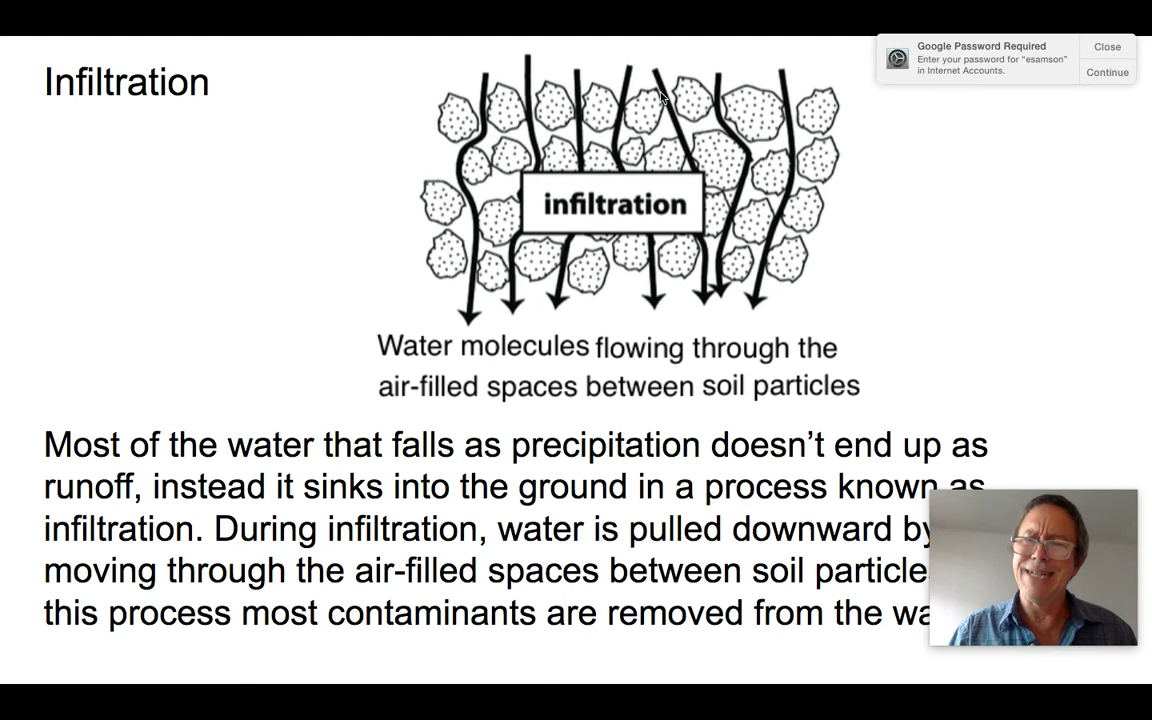 Infiltration
Google Password Required
Enter your password for "esamson"
in Internet Accounts.
Close
Continue
infiltration
Water molecules flowing through the
air-filled spaces between soil particles
Most of the water that falls as precipitation doesn't end up as
runoff, instead it sinks into the ground in a process known as
infiltration. During infiltration, water is pulled downward by
moving through the air-filled spaces between soil
this process most contaminants are removed from the